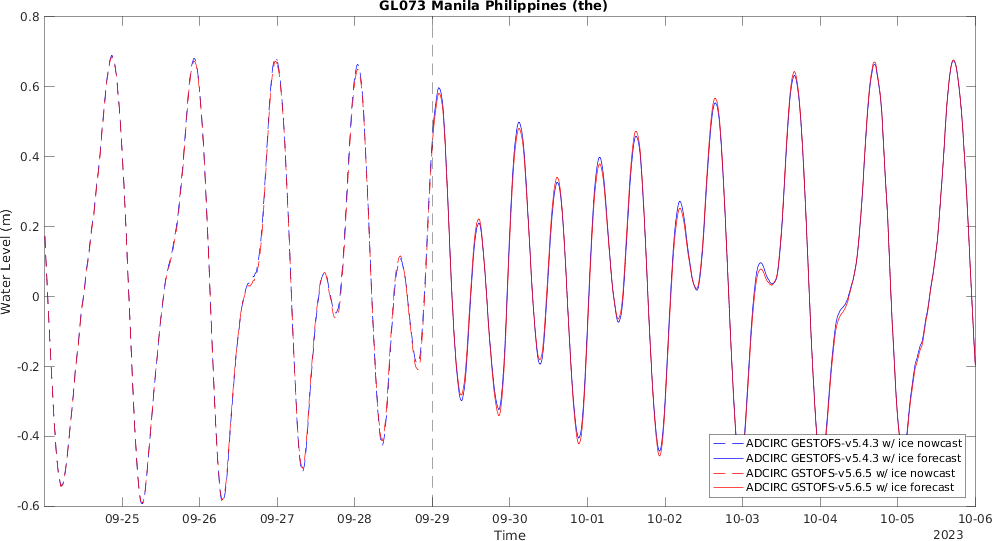 GL073 Manila Philippines (the)
0.8
0.6
0.4
0.2
0
-0.2
-0.4
-0.6
Water Level (m)
ADCIRC GESTOFS-v5.4.3 w/ ice nowcast
ADCIRC GESTOFS-v5.4.3 w/ ice forecast
ADCIRC GSTOFS-v5.6.5 w/ ice nowcast
ADCIRC GSTOFS-v5.6.5 w/ ice forecast
09-25 09-26 09-27 09-28 09-29 09-30 10-01 10-02 10-03 10-04 10-05 10-06
Time 2023